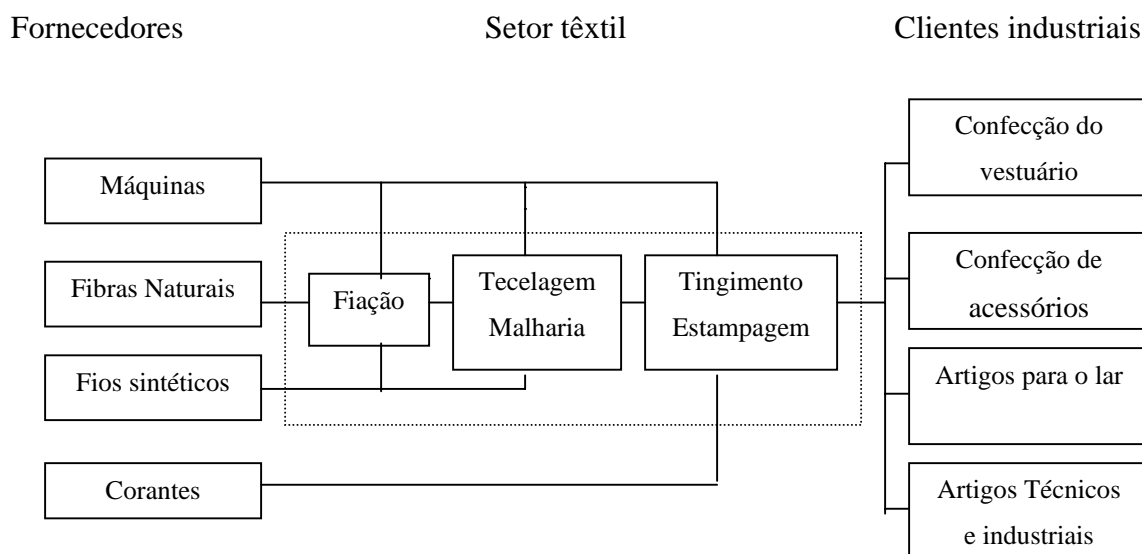 Fornecedores
Setor têxtil
Clientes industriais
Máquinas
Fibras Naturais
Fios sintéticos
Corantes
Fiação
Tecelagem
Malharia
Tingimento
Estampagem
Confecção do
vestuário
Confecção de
acessórios
Artigos para o lar
Artigos Técnicos
e industriais